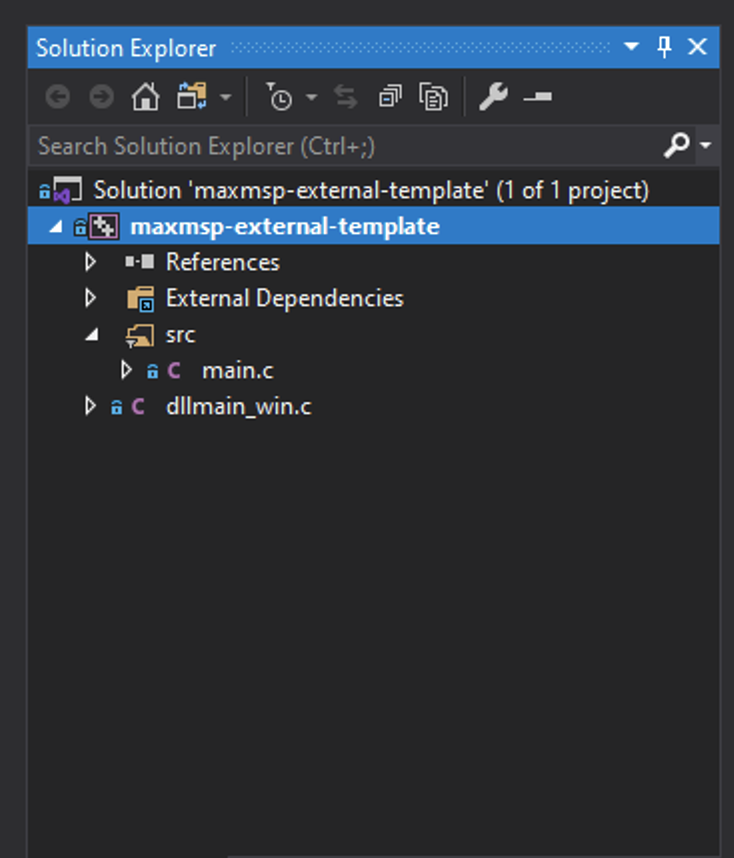 Solution Explorer
Search Solution Explorer (Ctrl+;)
Solution 'maxmsp-external-template' (1 of 1 project)
maxmsp-external-template
References
External Dependencies
src
C main.c
C dllmain_win.c